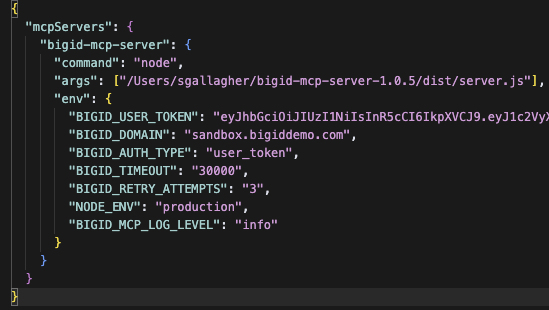 {
"mcpServers": {
"bigid-mcp-server": {
"command": "node",
"args": ["/Users/sgallagher/bigid-mcp-server-1.0.5/dist/server.js"],
"env": {
"BIGID_USER_TOKEN": "eyJhbGciOiJIUzI1NiIsInR5cCI6IkpXVCJ9.eyJ1c2Vy
"BIGID_DOMAIN": "sandbox.bigiddemo.com",
"BIGID_AUTH_TYPE": "user_token",
"BIGID_TIMEOUT": "30000",
"BIGID_RETRY_ATTEMPTS": "3",
"NODE_ENV": "production",
"BIGID_MCP_LOG_LEVEL": "info"
}
}
}
}